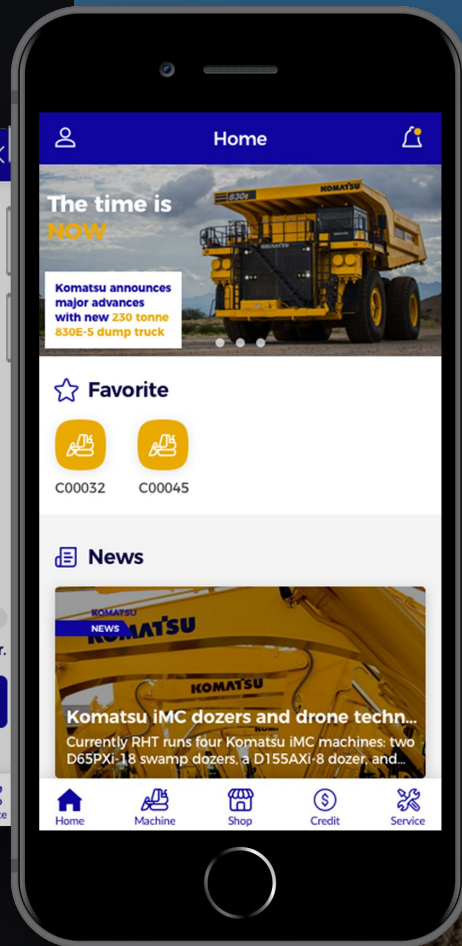 Home
The time is
NOW
830E
KOMATSU
Komatsu announces
major advances
with new 230 tonne
830E-5 dump truck
Favorite
C00032
C00045
News
KOMATSU
NEWS
KOMATSU
Komatsu iMC dozers and drone techn...
Currently RHT runs four Komatsu iMC machines: two
D65PXi-18 swamp dozers, a D155AXi-8 dozer, and...
Home
Machine
Shop
Credit
Service